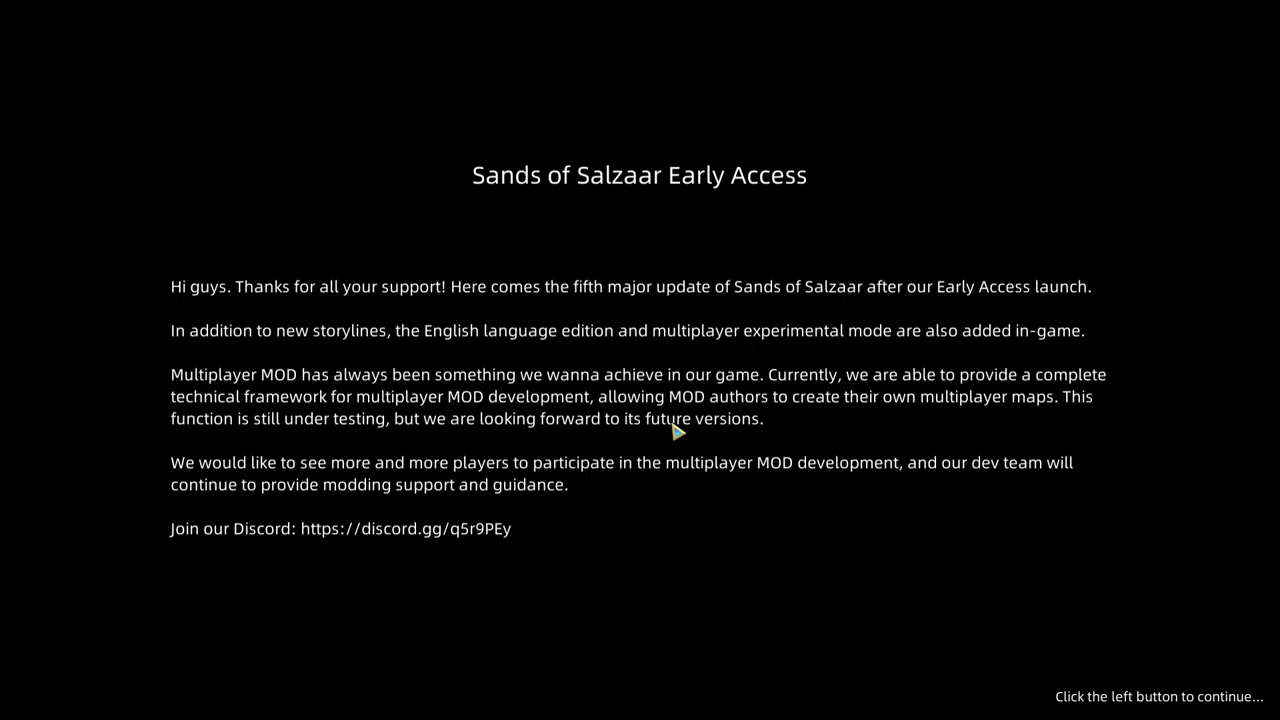 Sands of Salzaar Early Access
Hi guys. Thanks for all your support! Here comes the fifth major update of Sands of Salzaar after our Early Access launch.
In addition to new storylines, the English language edition and multiplayer experimental mode are also added in-game.
Multiplayer MOD has always been something we wanna achieve in our game. Currently, we are able to provide a complete
technical framework for multiplayer MOD development, allowing MOD authors to create their own multiplayer maps. This
function is still under testing, but we are looking forward to its future versions.
We would like to see more and more players to participate in the multiplayer MOD development, and our dev team will
continue to provide modding support and guidance.
Join our Discord: https://discord.gg/q5r9PEy
Click the left button to continue...